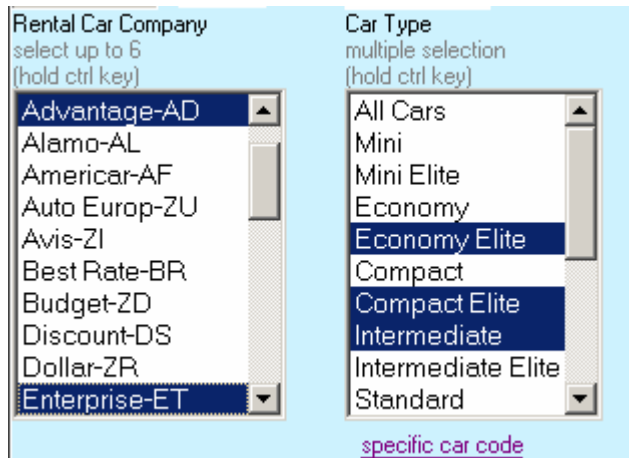 Rental Car Company
select up to 6
(hold ctrl key)
Advantage-AD
Alamo-AL
Americar-AF
Auto Europ-ZU
Avis-ZI
Best Rate-BR
Budget-ZD
Discount-DS
Dollar-ZR
Enterprise-ET
Car Type
multiple selection
(hold ctrl key)
All Cars
Mini
Mini Elite
Economy
Economy Elite
Compact
Compact Elite
Intermediate
Intermediate Elite
Standard
specific car code